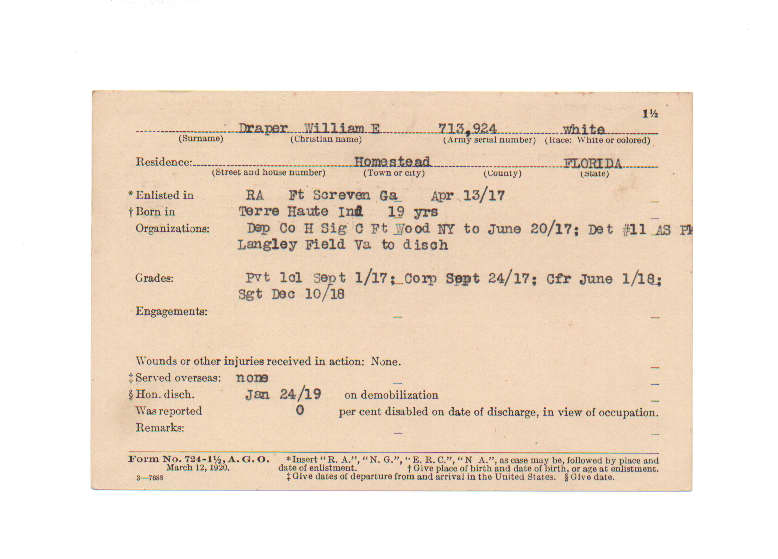 1½
Draper William E 713,924 white
(Surname) (Christian name) (Army serial number) (Race: White or colored)
Residence: Homestead FLORIDA
(Street and house number) (Town or city) (County) (State)
* Enlisted in RA Ft Screven Ga Apr 13/17
† Born in Terre Haute Ind 19 yrs
Organizations: Dep Co H Sig C Ft Wood NY to June 20/17; Det #11 AS
Langley Field Va to disch
Grades: Pvt 1cl Sept 1/17; Corp Sept 24/17; Cfr June 1/18;
Sgt Dec 10/18
Engagements:
Wounds or other injuries received in action: None.
‡ Served overseas: none
§ Hon. disch. Jan 24/19 on demobilization
Was reported 0 per cent disabled on date of discharge, in view of occupation.
Remarks:
Form No. 724-1½, A. G. O. *Insert "R. A.", "N. G.", "E. R. C.", "N A.", as case may be, followed by place and
March 12, 1920. date of enlistment. † Give place of birth and date of birth, or age at enlistment.
3—7688 ‡ Give dates of departure from and arrival in the United States. § Give date.